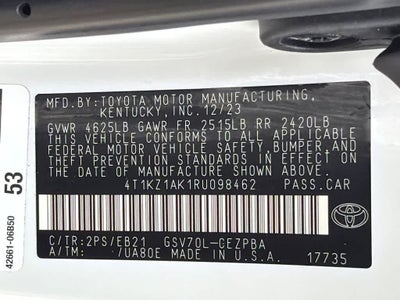 MFD.BY:TOYOTA MOTOR MANUFACTURING,
KENTUCKY, INC. 12/23
GVWR 4625LB GAWR FR 2515LB RR 2420LB
THIS VEHICLE CONFORMS TO ALL APPLICABLE
FEDERAL MOTOR VEHICLE SAFETY, BUMPER, AND
THEFT PREVENTION STANDARDS IN EFFECT ON
THE DATE OF MANUFACTURE SHOWN ABOVE.
4T1KZ1AK1RU098462 PASS.CAR
C/TR:2PS/EB21 GSV70L-CEZPBA
A/TM: /UA80E MADE IN U.S.A. 17735
TOYOTA
42661-06B50 53